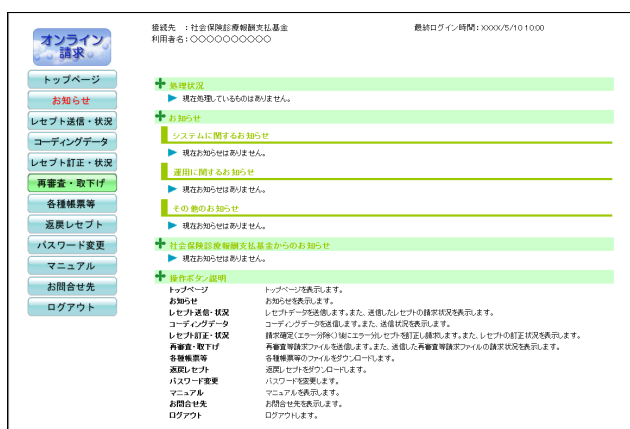 オンライン
請求
接続先 ：社会保険診療報酬支払基金
最終ログイン時間：XXXX/5/10 10:00
利用者名：○○○○○○○○○○
トップページ
お知らせ
レセプト送信・状況
コーディングデータ
レセプト訂正・状況
再審査・取下げ
各種帳票等
返戻レセプト
パスワード変更
マニュアル
お問合せ先
ログアウト
処理状況
現在処理しているものはありません。
お知らせ
システムに関するお知らせ
現在お知らせはありません。
運用に関するお知らせ
現在お知らせはありません。
その他のお知らせ
現在お知らせはありません。
社会保険診療報酬支払基金からのお知らせ
現在お知らせはありません。
操作ボタン説明
トップページ トップページを表示します。
お知らせ お知らせを表示します。
レセプト送信・状況 レセプトデータを送信します。また、送信したレセプトの請求状況を表示します。
コーディングデータ コーディングデータを送信します。また、送信状況を表示します。
レセプト訂正・状況 請求確定（エラー分除く）後にエラー分レセプトを訂正し請求します。また、レセプトの訂正状況を表示します。
再審査・取下げ 再審査等請求ファイルを送信します。また、送信した再審査等請求ファイルの請求状況を表示します。
各種帳票等 各種帳票等のファイルをダウンロードします。
返戻レセプト 返戻レセプトをダウンロードします。
パスワード変更 パスワードを変更します。
マニュアル マニュアルを表示します。
お問合せ先 お問合せ先を表示します。
ログアウト ログアウトします。